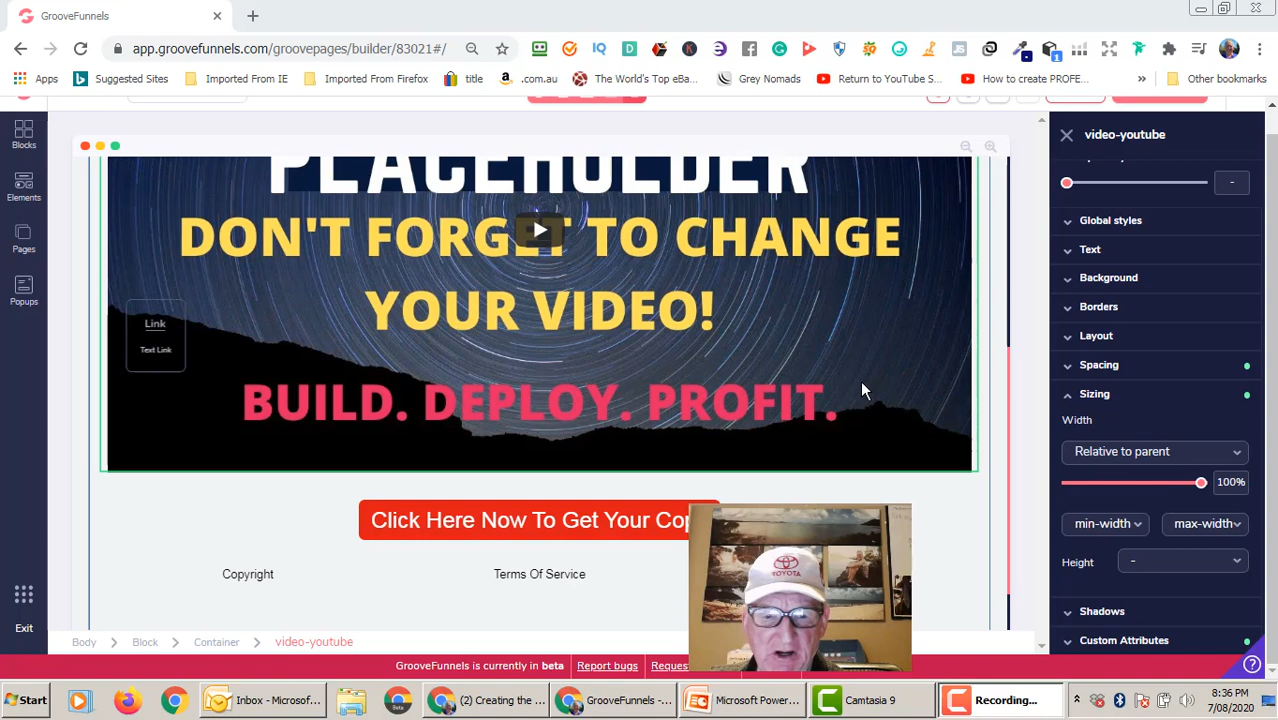 GrooveFunnels
app.groovefunnels.com/groovepages/builder/83021#/
Apps
Suggested Sites
Imported From IE
Imported From Firefox
title
.com.au
The World's Top eBa...
Grey Nomads
Return to YouTube S...
How to create PROFE...
»
Other bookmarks
Blocks
Elements
Pages
Popups
Exit
PLACEHOLDER
DON'T FORGET TO CHANGE
YOUR VIDEO!
Link
Text Link
BUILD. DEPLOY. PROFIT.
Click Here Now To Get Your Cop
Copyright
Terms Of Service
Body
Block
Container
video-youtube
video-youtube
-
Global styles
Text
Background
Borders
Layout
Spacing
Sizing
Width
Relative to parent
100%
min-width
max-width
Height
-
Shadows
Custom Attributes
TOYOTA
GrooveFunnels is currently in beta
Report bugs
Reques
Start
Inbox - Microsof...
Beta
(2) Creating the ...
GrooveFunnels - ...
Microsoft Power...
Camtasia 9
Recording...
8:36 PM
7/08/2020